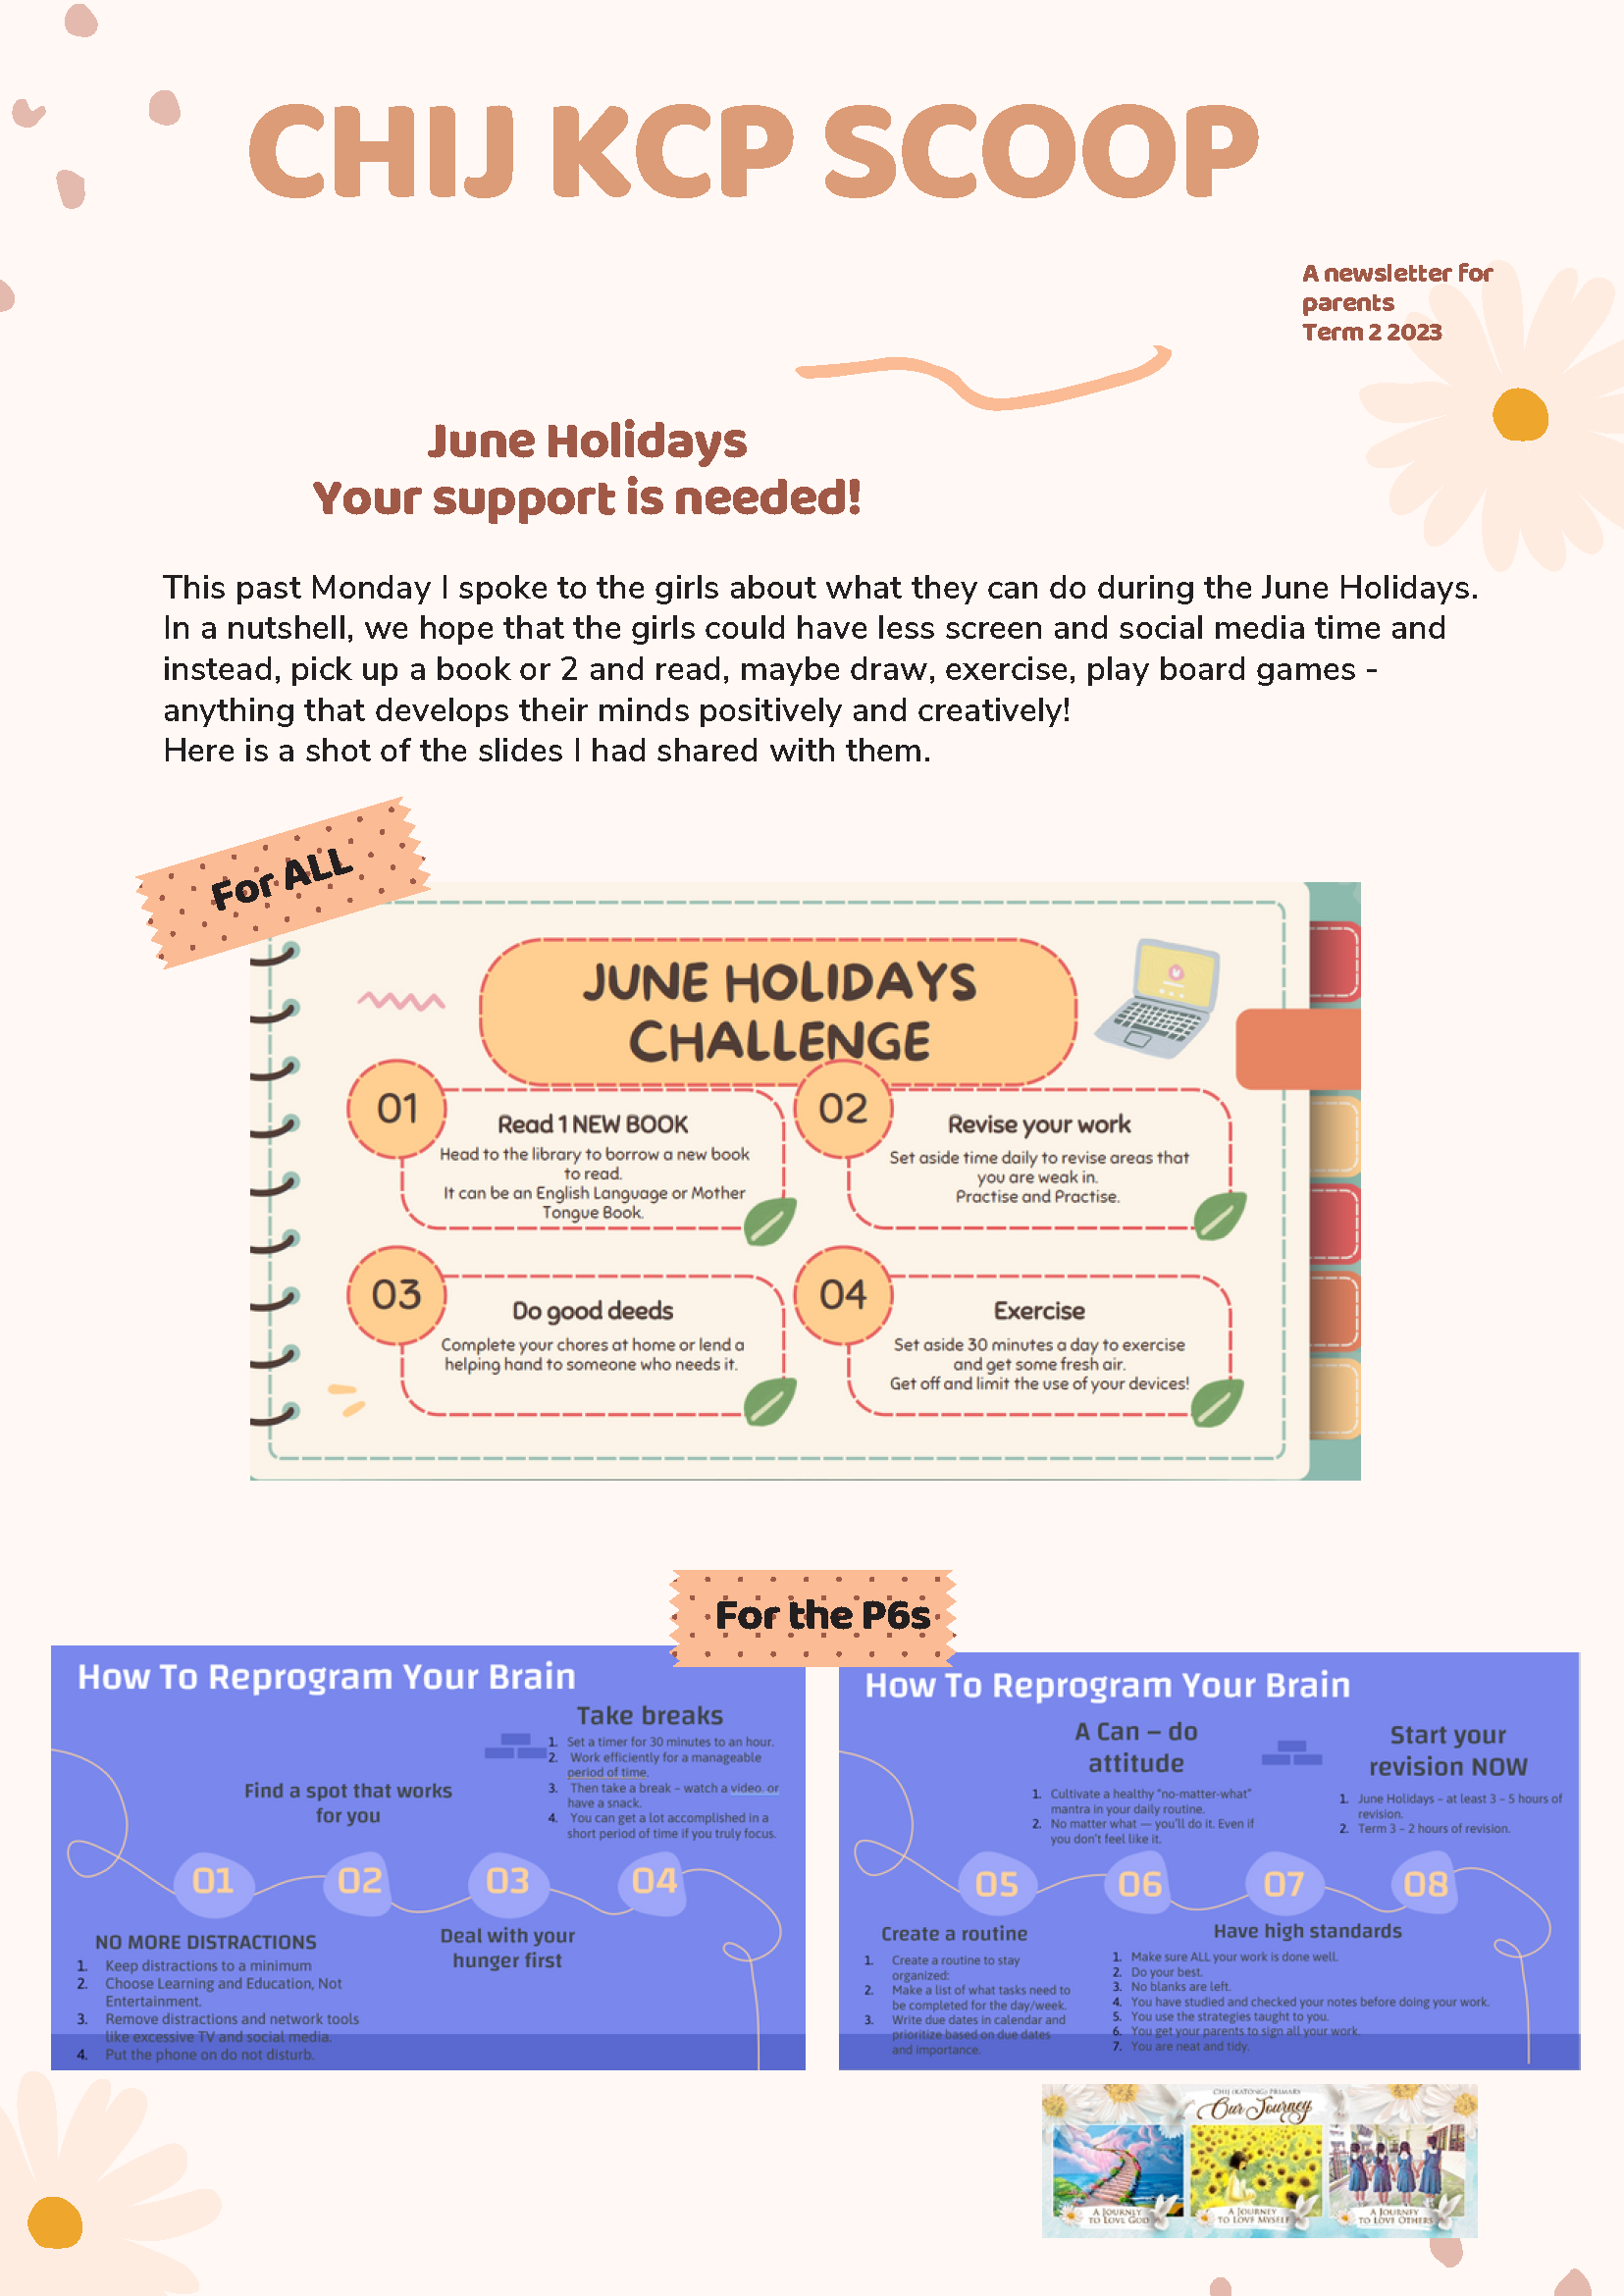 CHIJ KCP SCOOP
A newsletter for
parents
Term 2 2023
June Holidays
Your support is needed!
This past Monday I spoke to the girls about what they can do during the June Holidays.
In a nutshell, we hope that the girls could have less screen and social media time and
instead, pick up a book or 2 and read, maybe draw, exercise, play board games -
anything that develops their minds positively and creatively!
Here is a shot of the slides I had shared with them.
For ALL
JUNE HOLIDAYS
CHALLENGE
01
Read 1 NEW BOOK
Head to the library to borrow a new book
to read.
It can be an English Language or Mother
Tongue Book.
02
Revise your work
Set aside time daily to revise areas that
you are weak in.
Practise and Practise.
03
Do good deeds
Complete your chores at home or lend a
helping hand to someone who needs it.
04
Exercise
Set aside 30 minutes a day to exercise
and get some fresh air.
Get off and limit the use of your devices!
For the P6s
How To Reprogram Your Brain
01
NO MORE DISTRACTIONS
1. Keep distractions to a minimum
2. Choose Learning and Education, Not
Entertainment.
3. Remove distractions and network tools
like excessive TV and social media.
4. Put the phone on do not disturb.
02
Find a spot that works
for you
03
Deal with your
hunger first
04
Take breaks
1. Set a timer for 30 minutes to an hour.
2. Work efficiently for a manageable
period of time.
3. Then take a break – watch a video or
have a snack.
4. You can get a lot accomplished in a
short period of time if you truly focus.
How To Reprogram Your Brain
05
Create a routine
1. Create a routine to stay
organized:
2. Make a list of what tasks need to
be completed for the day/week.
3. Write due dates in calendar and
prioritize based on due dates
and importance.
06
A Can – do
attitude
1. Cultivate a healthy "no-matter-what"
mantra in your daily routine.
2. No matter what — you'll do it. Even if
you don't feel like it.
07
Have high standards
1. Make sure ALL your work is done well.
2. Do your best.
3. No blanks are left.
4. You have studied and checked your notes before doing your work.
5. You use the strategies taught to you.
6. You get your parents to sign all your work.
7. You are neat and tidy.
08
Start your
revision NOW
1. June Holidays – at least 3 – 5 hours of
revision.
2. Term 3 – 2 hours of revision.
CHIJ (KATONG) PRIMARY
Our Journey
A JOURNEY
TO LOVE GOD
A JOURNEY
TO LOVE MYSELF
A JOURNEY
TO LOVE OTHERS